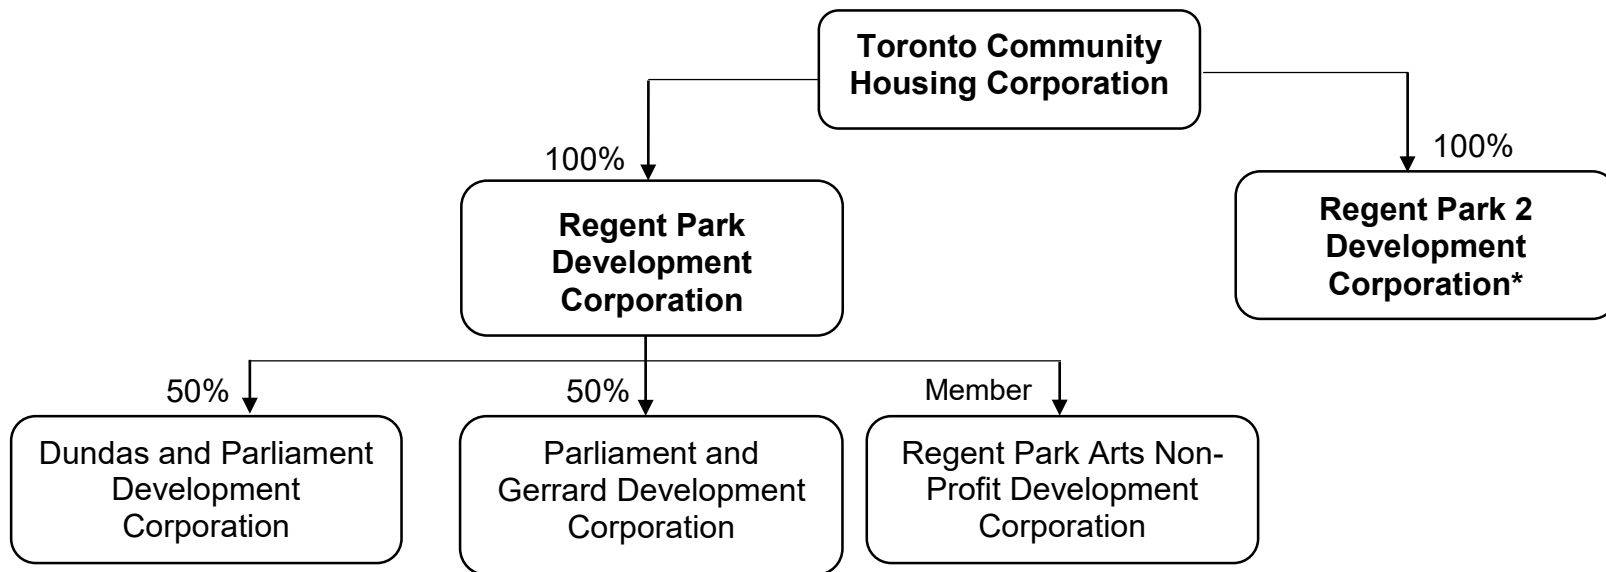 Toronto Community
Housing Corporation
100%
100%
Regent Park
Development
Corporation
Regent Park 2
Development
Corporation*
50%
50%
Member
Dundas and Parliament
Development
Corporation
Parliament and
Gerrard Development
Corporation
Regent Park Arts Non-
Profit Development
Corporation